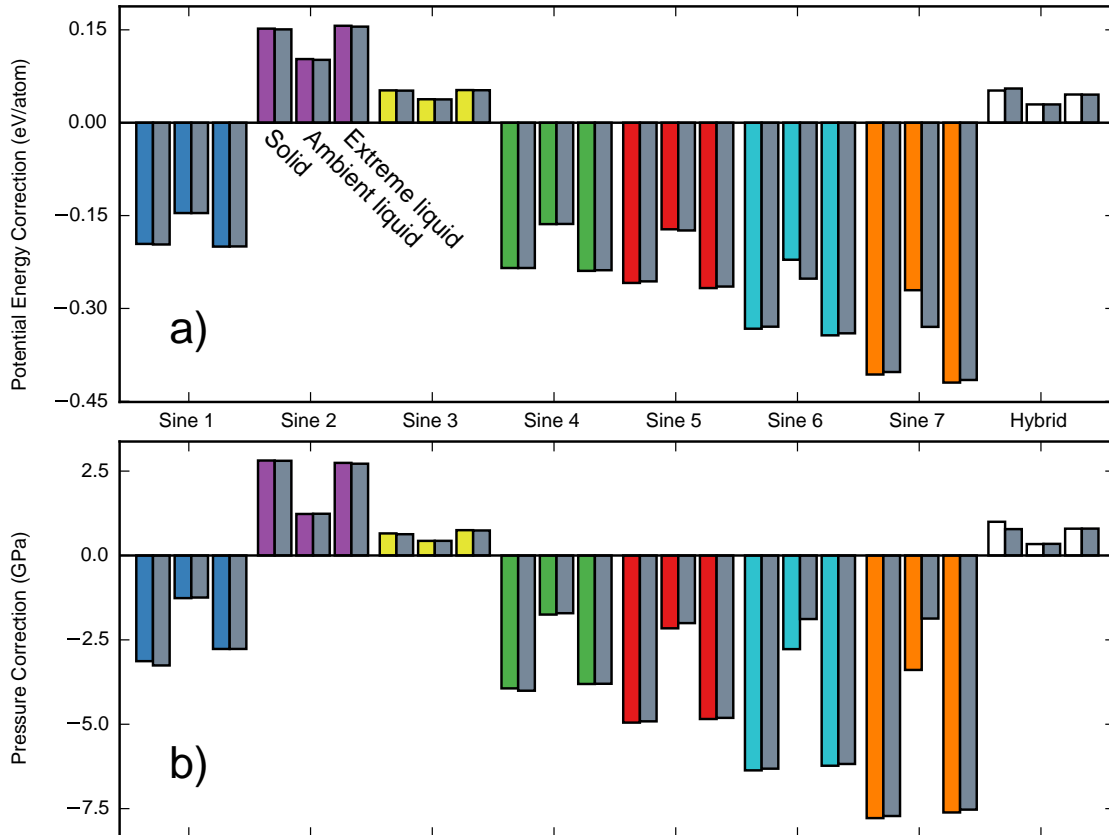 Potential Energy Correction (eV/atom)
0.15
0.00
−0.15
−0.30
−0.45
Solid
Ambient liquid
Extreme liquid
a)
Sine 1 Sine 2 Sine 3 Sine 4 Sine 5 Sine 6 Sine 7 Hybrid
Pressure Correction (GPa)
2.5
0.0
−2.5
−5.0
−7.5
b)